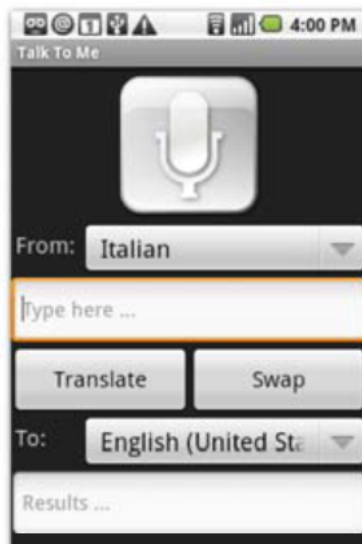 4:00 PM
Talk To Me
From: Italian
Type here ...
Translate Swap
To: English (United Sta
Results ...